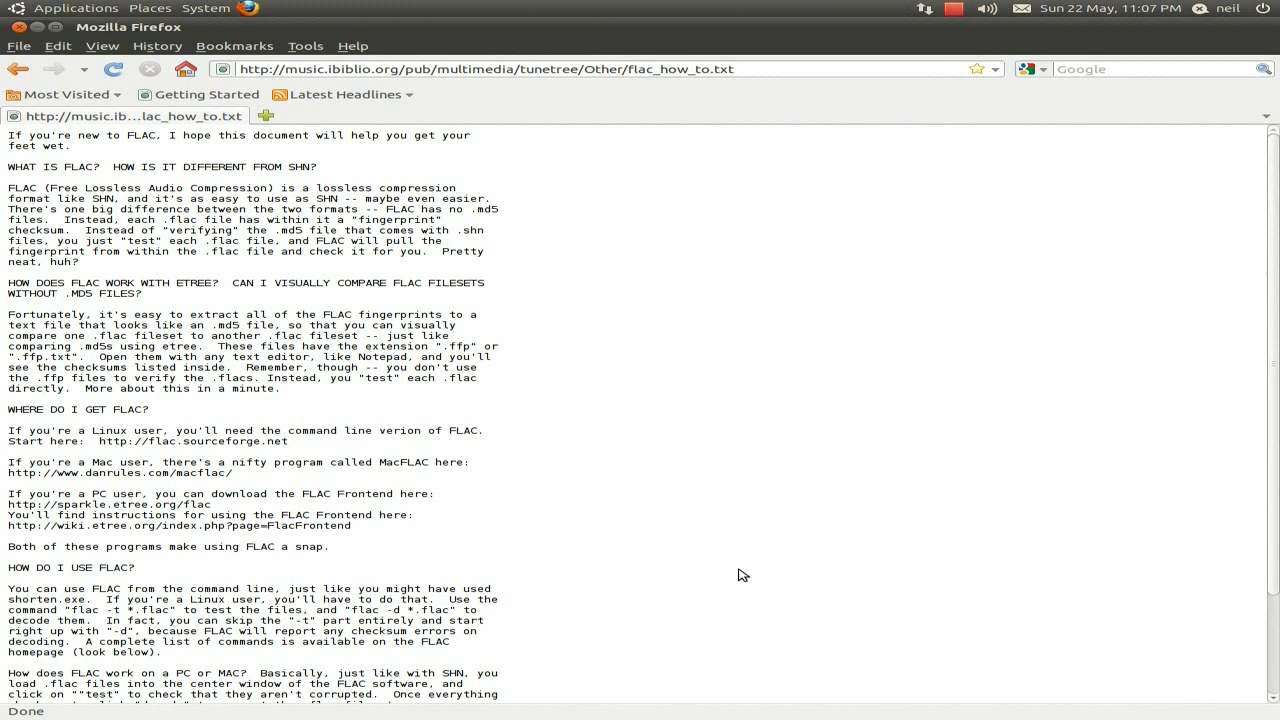 Applications Places System
Sun 22 May, 11:07 PM neil
Mozilla Firefox
File Edit View History Bookmarks Tools Help
http://music.ibiblio.org/pub/multimedia/tunetree/Other/flac_how_to.txt
Google
Most Visited Getting Started Latest Headlines
http://music.ib...lac_how_to.txt
If you're new to FLAC, I hope this document will help you get your
feet wet.
WHAT IS FLAC?  HOW IS IT DIFFERENT FROM SHN?
FLAC (Free Lossless Audio Compression) is a lossless compression
format like SHN, and it's as easy to use as SHN -- maybe even easier.
There's one big difference between the two formats -- FLAC has no .md5
files.  Instead, each .flac file has within it a "fingerprint"
checksum.  Instead of "verifying" the .md5 file that comes with .shn
files, you just "test" each .flac file, and FLAC will pull the
fingerprint from within the .flac file and check it for you.  Pretty
neat, huh?
HOW DOES FLAC WORK WITH ETREE?  CAN I VISUALLY COMPARE FLAC FILESETS
WITHOUT .MD5 FILES?
Fortunately, it's easy to extract all of the FLAC fingerprints to a
text file that looks like an .md5 file, so that you can visually
compare one .flac fileset to another .flac fileset -- just like
comparing .md5s using etree.  These files have the extension ".ffp" or
".ffp.txt".  Open them with any text editor, like Notepad, and you'll
see the checksums listed inside.  Remember, though -- you don't use
the .ffp files to verify the .flacs. Instead, you "test" each .flac
directly.  More about this in a minute.
WHERE DO I GET FLAC?
If you're a Linux user, you'll need the command line verion of FLAC.
Start here:  http://flac.sourceforge.net
If you're a Mac user, there's a nifty program called MacFLAC here:
http://www.danrules.com/macflac/
If you're a PC user, you can download the FLAC Frontend here:
http://sparkle.etree.org/flac
You'll find instructions for using the FLAC Frontend here:
http://wiki.etree.org/index.php?page=FlacFrontend
Both of these programs make using FLAC a snap.
HOW DO I USE FLAC?
You can use FLAC from the command line, just like you might have used
shorten.exe.  If you're a Linux user, you'll have to do that.  Use the
command "flac -t *.flac" to test the files, and "flac -d *.flac" to
decode them.  In fact, you can skip the "-t" part entirely and start
right up with "-d", because FLAC will report any checksum errors on
decoding.  A complete list of commands is available on the FLAC
homepage (look below).
How does FLAC work on a PC or MAC?  Basically, just like with SHN, you
load .flac files into the center window of the FLAC software, and
click on ""test" to check that they aren't corrupted.  Once everything
Done